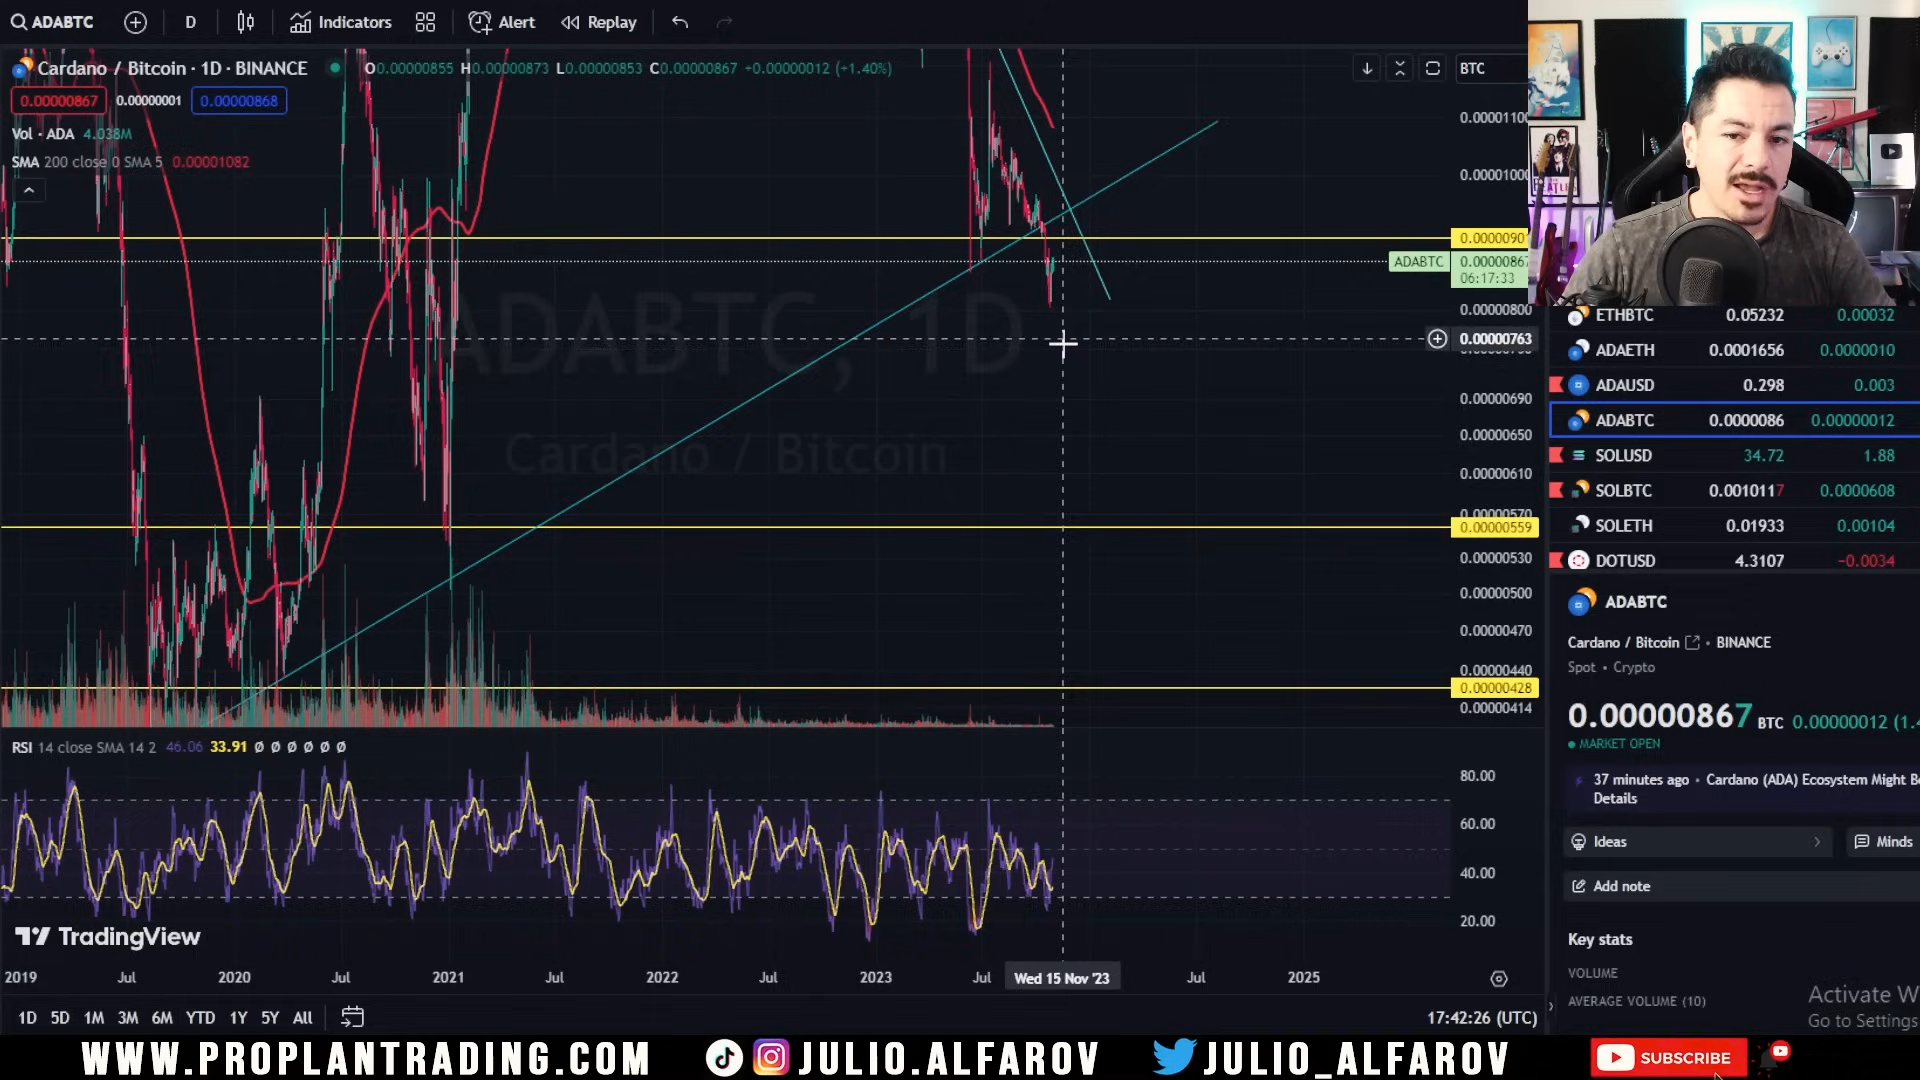 ADABTC
D
Indicators
Alert
Replay
Cardano / Bitcoin · 1D · BINANCE
O0.00000855 H0.00000873 L0.00000853 C0.00000867 +0.00000012 (+1.40%)
BTC
0.00000867
0.00000001
0.00000868
Vol · ADA 4.038M
SMA 200 close 0 SMA 5 0.00001082
ADABTC, 1D
Cardano / Bitcoin
0.00001100
0.00001000
0.00000901
ADABTC
0.00000867
06:17:33
0.00000800
0.00000763
0.00000690
0.00000650
0.00000610
0.00000570
0.00000559
0.00000530
0.00000500
0.00000470
0.00000440
0.00000428
0.00000414
RSI 14 close SMA 14 2 46.06 33.91 Ø Ø Ø Ø Ø Ø
80.00
60.00
40.00
20.00
TradingView
2019
Jul
2020
Jul
2021
Jul
2022
Jul
2023
Jul
Wed 15 Nov '23
Jul
2025
1D 5D 1M 3M 6M YTD 1Y 5Y All
17:42:26 (UTC)
BEATLES
ETHBTC 0.05232 0.00032
ADAETH 0.0001656 0.0000010
ADAUSD 0.298 0.003
ADABTC 0.0000086 0.00000012
SOLUSD 34.72 1.88
SOLBTC 0.0010117 0.0000608
SOLETH 0.01933 0.00104
DOTUSD 4.3107 −0.0034
ADABTC
Cardano / Bitcoin • BINANCE
Spot • Crypto
0.00000867 BTC 0.00000012 (1.4
MARKET OPEN
37 minutes ago • Cardano (ADA) Ecosystem Might B
Details
Ideas
Minds
Add note
Key stats
VOLUME
AVERAGE VOLUME (10)
Activate W
Go to Settings
WWW.PROPLANTRADING.COM
JULIO.ALFAROV
JULIO_ALFAROV
SUBSCRIBE